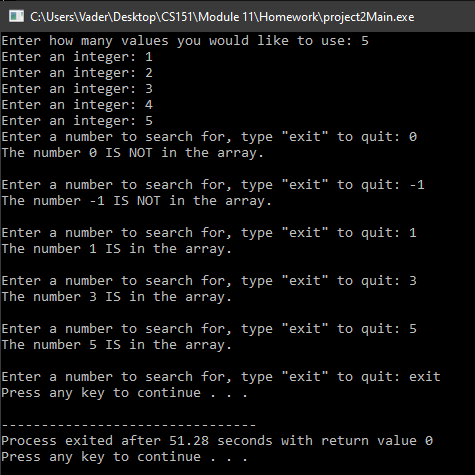 C:\Users\Vader\Desktop\CS151\Module 11\Homework\project2Main.exe
Enter how many values you would like to use: 5
Enter an integer: 1
Enter an integer: 2
Enter an integer: 3
Enter an integer: 4
Enter an integer: 5
Enter a number to search for, type "exit" to quit: 0
The number 0 IS NOT in the array.
Enter a number to search for, type "exit" to quit: -1
The number -1 IS NOT in the array.
Enter a number to search for, type "exit" to quit: 1
The number 1 IS in the array.
Enter a number to search for, type "exit" to quit: 3
The number 3 IS in the array.
Enter a number to search for, type "exit" to quit: 5
The number 5 IS in the array.
Enter a number to search for, type "exit" to quit: exit
Press any key to continue . . .
--------------------------------
Process exited after 51.28 seconds with return value 0
Press any key to continue . . .